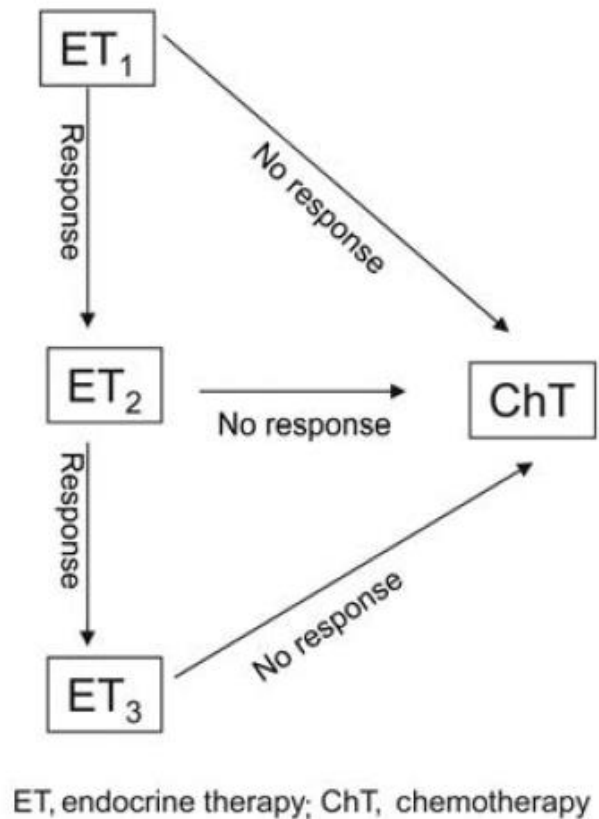 ET₁
Response
No response
ET₂
No response
ChT
Response
No response
ET₃
ET, endocrine therapy; ChT, chemotherapy